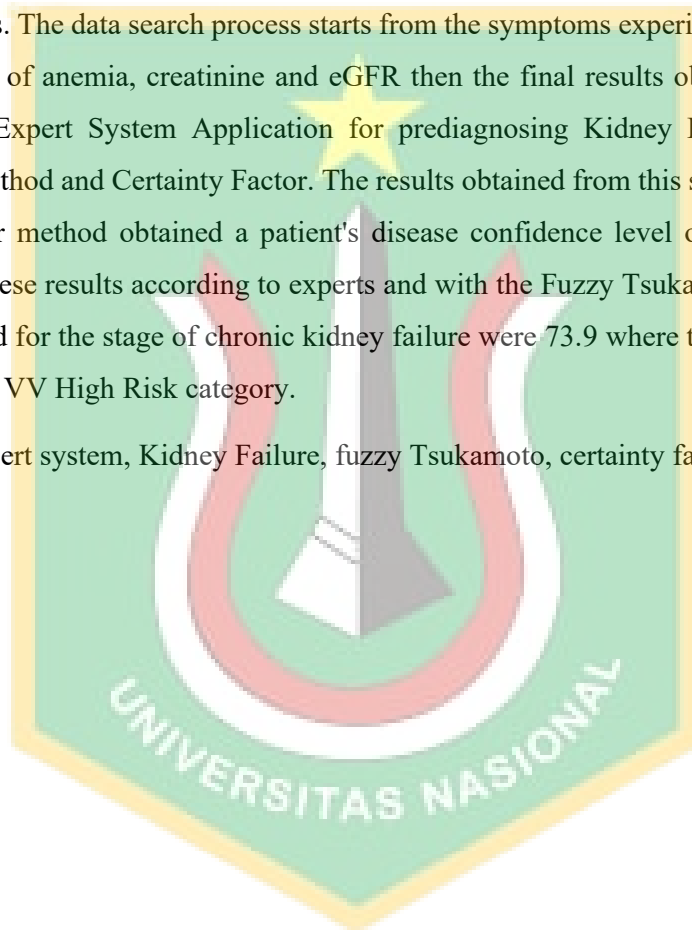 s. The data search process starts from the symptoms experi
of anemia, creatinine and eGFR then the final results ob
Expert System Application for prediagnosing Kidney
thod and Certainty Factor. The results obtained from this s
r method obtained a patient's disease confidence level
ese results according to experts and with the Fuzzy Tsuka
d for the stage of chronic kidney failure were 73.9 where t
VV High Risk category.
ert system, Kidney Failure, fuzzy Tsukamoto, certainty fa
UNIVERSITAS NASIONAL